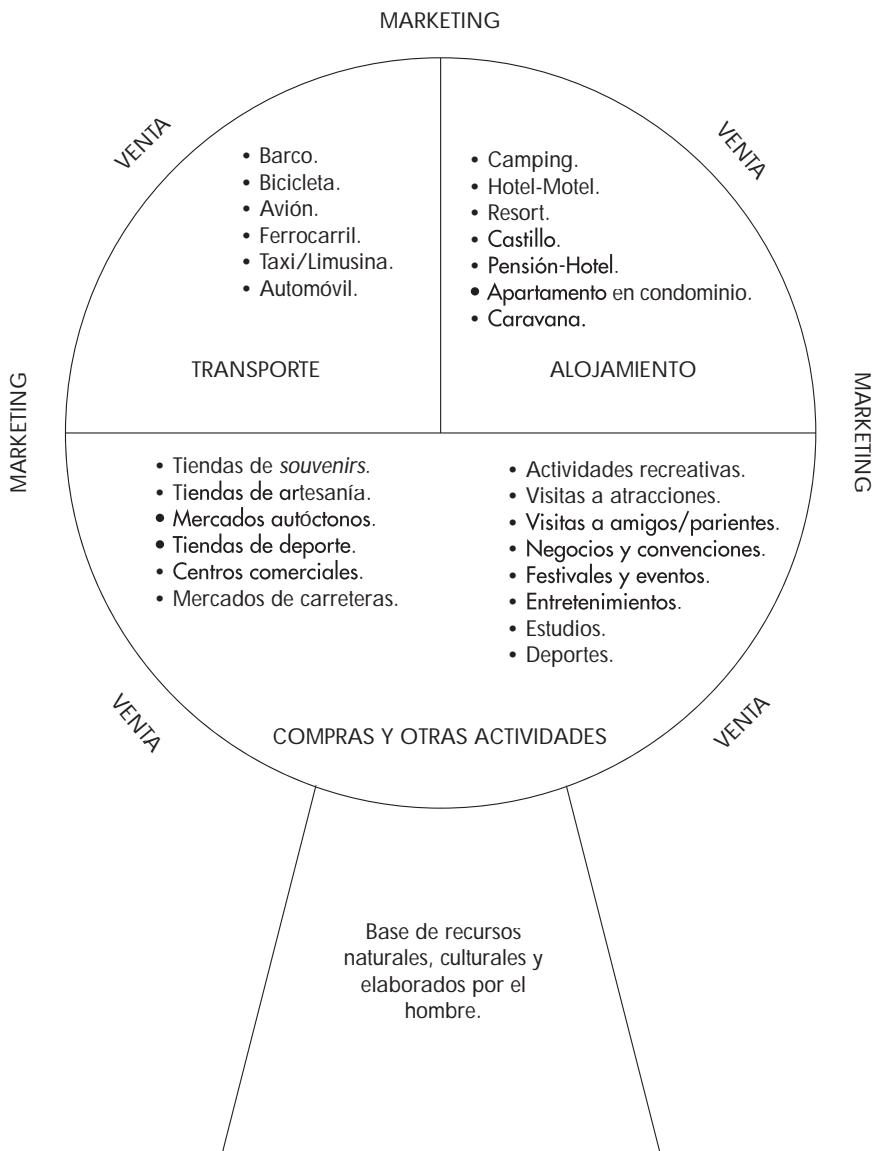 MARKETING
VENTA
VENTA
• Barco.
• Bicicleta.
• Avión.
• Ferrocarril.
• Taxi/Limusina.
• Automóvil.
TRANSPORTE
• Camping.
• Hotel-Motel.
• Resort.
• Castillo.
• Pensión-Hotel.
• Apartamento en condominio.
• Caravana.
ALOJAMIENTO
MARKETING
MARKETING
• Tiendas de souvenirs.
• Tiendas de artesanía.
• Mercados autóctonos.
• Tiendas de deporte.
• Centros comerciales.
• Mercados de carreteras.
• Actividades recreativas.
• Visitas a atracciones.
• Visitas a amigos/parientes.
• Negocios y convenciones.
• Festivales y eventos.
• Entretenimientos.
• Estudios.
• Deportes.
VENTA
VENTA
COMPRAS Y OTRAS ACTIVIDADES
Base de recursos
naturales, culturales y
elaborados por el
hombre.